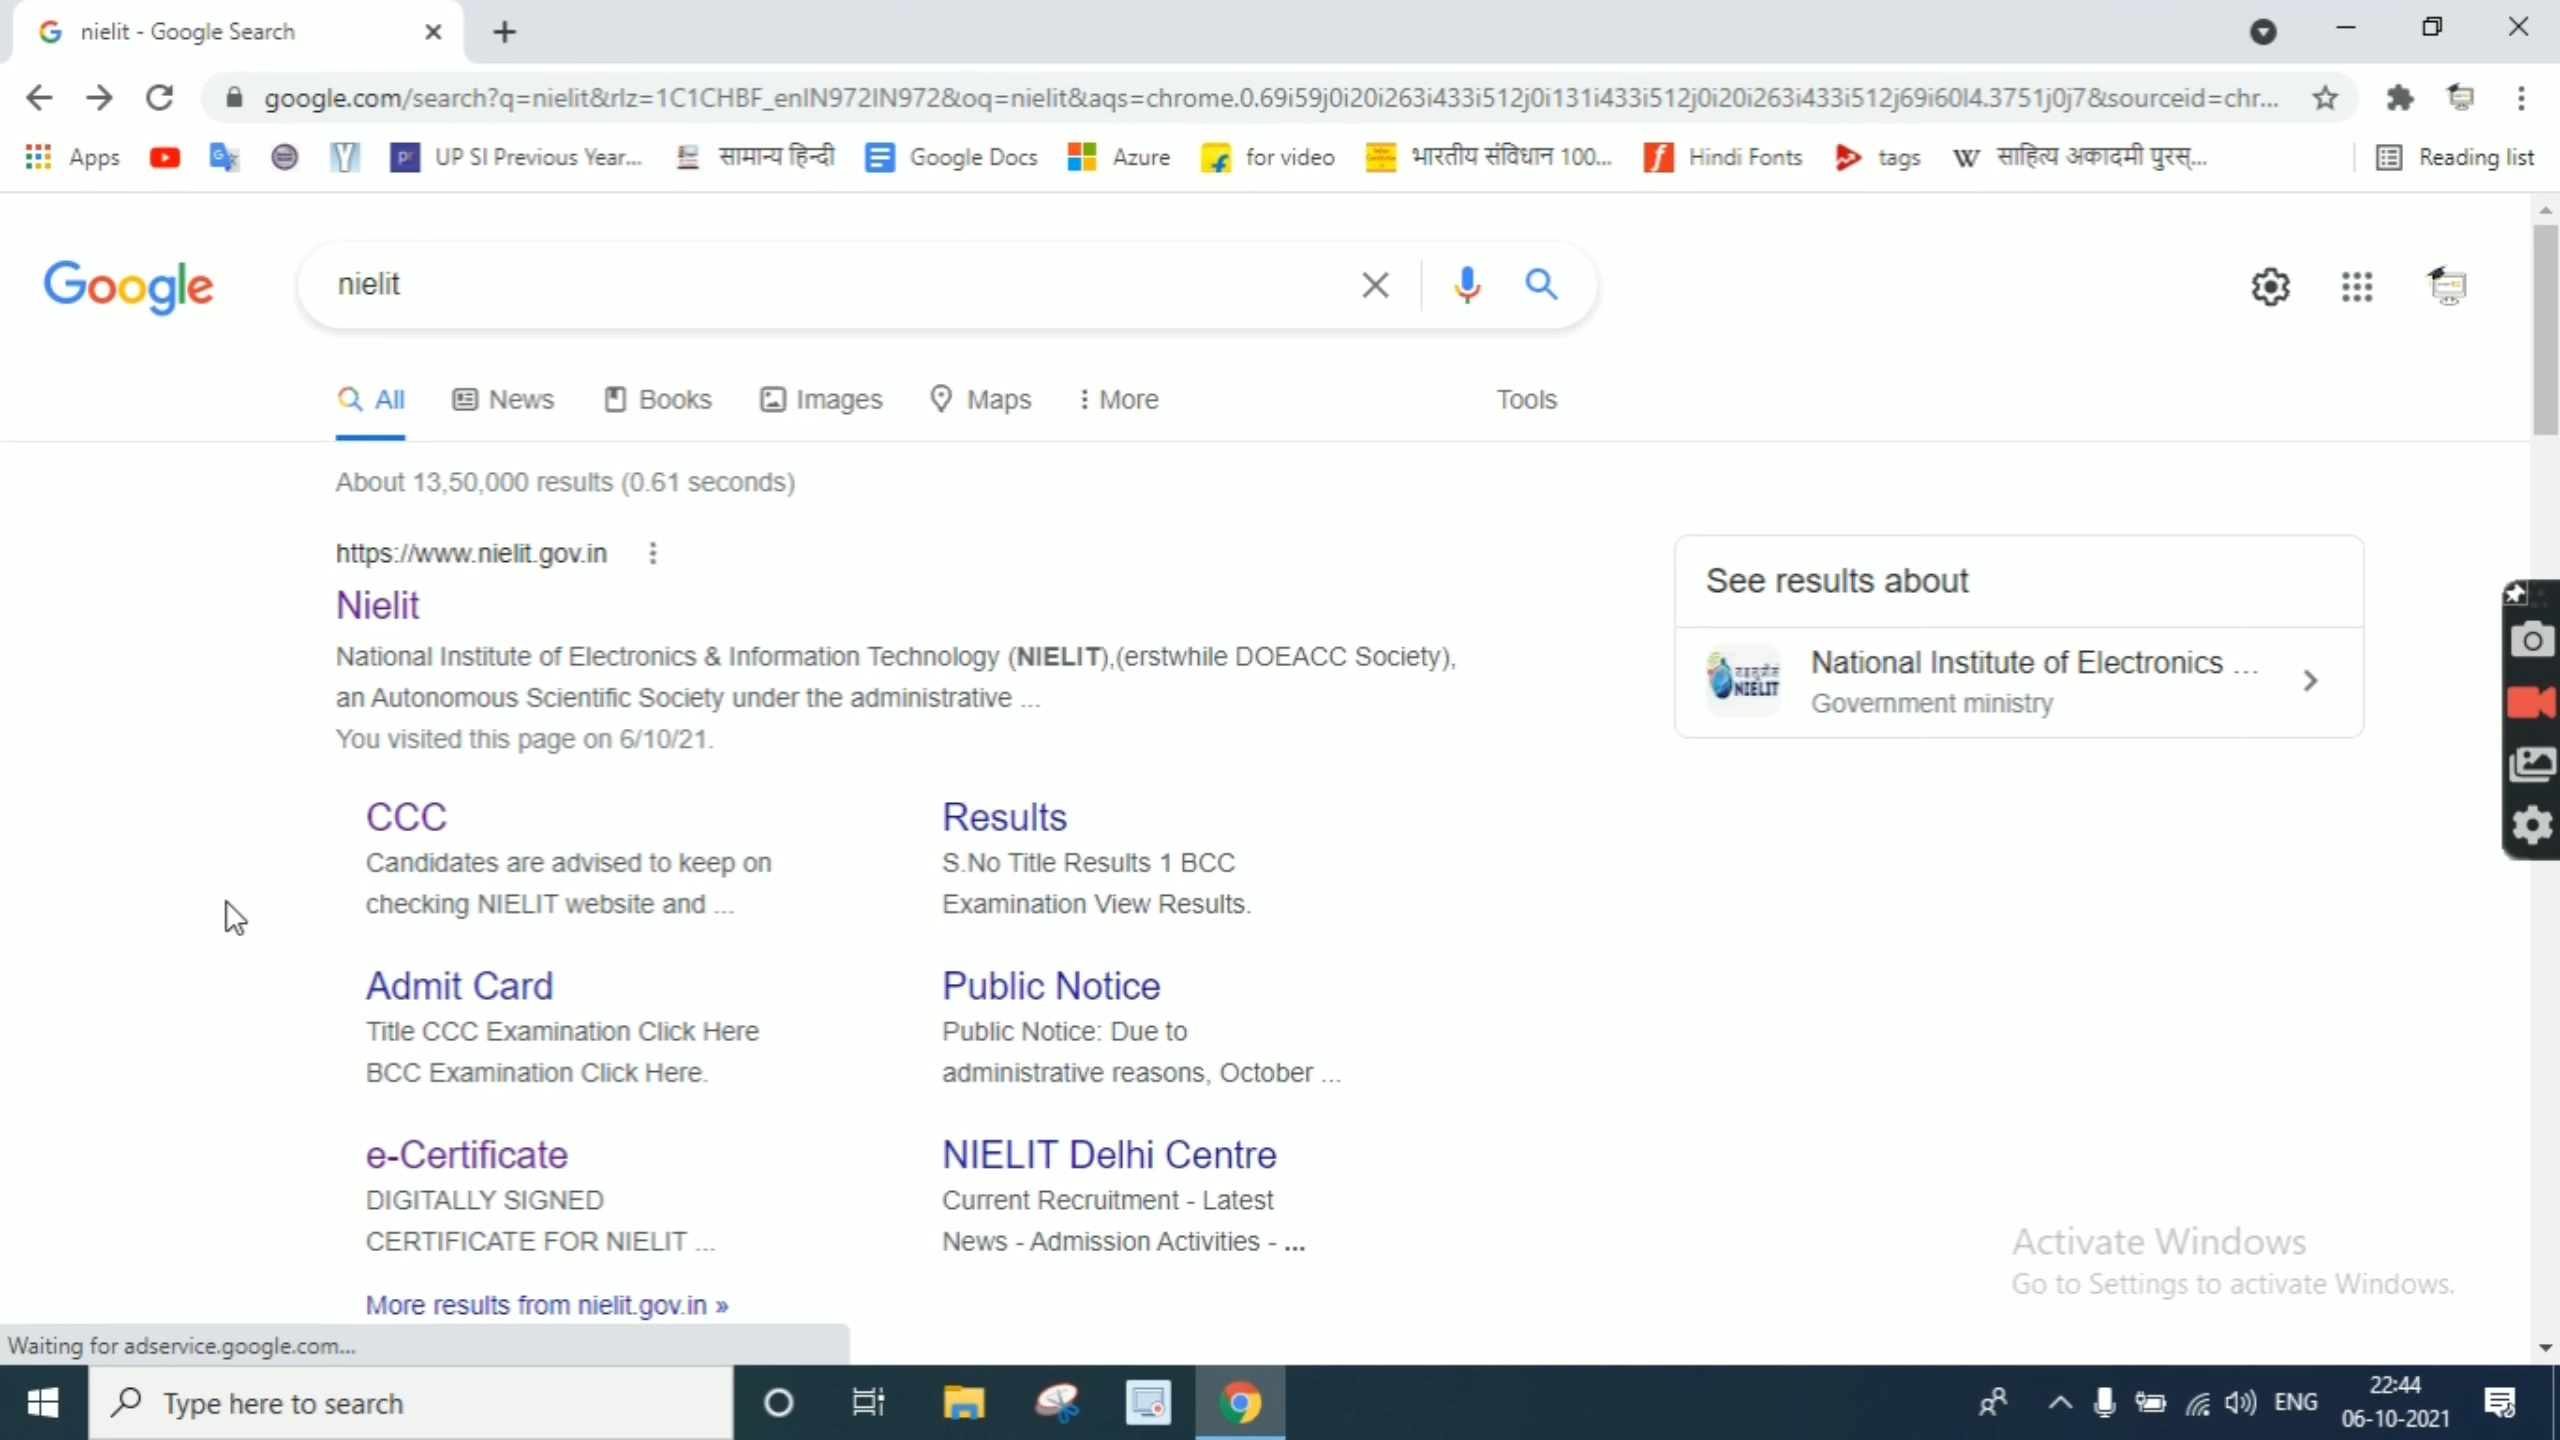 nielit - Google Search
google.com/search?q=nielit&rlz=1C1CHBF_enIN972IN972&oq=nielit&aqs=chrome.0.69i59j0i20i263i433i512j0i131i433i512j0i20i263i433i512j69i60l4.3751j0j7&sourceid=chr...
Apps UP SI Previous Year... सामान्य हिन्दी Google Docs Azure for video भारतीय संविधान 100... Hindi Fonts tags साहित्य अकादमी पुरस्... Reading list
Google nielit
All News Books Images Maps More Tools
About 13,50,000 results (0.61 seconds)
https://www.nielit.gov.in
Nielit
National Institute of Electronics & Information Technology (NIELIT),(erstwhile DOEACC Society),
an Autonomous Scientific Society under the administrative ...
You visited this page on 6/10/21.
See results about
NIELIT
National Institute of Electronics ...
Government ministry
CCC
Candidates are advised to keep on
checking NIELIT website and ...
Results
S.No Title Results 1 BCC
Examination View Results.
Admit Card
Title CCC Examination Click Here
BCC Examination Click Here.
Public Notice
Public Notice: Due to
administrative reasons, October ...
e-Certificate
DIGITALLY SIGNED
CERTIFICATE FOR NIELIT ...
NIELIT Delhi Centre
Current Recruitment - Latest
News - Admission Activities - ...
More results from nielit.gov.in »
Activate Windows
Go to Settings to activate Windows.
Waiting for adservice.google.com...
Type here to search
ENG
22:44
06-10-2021